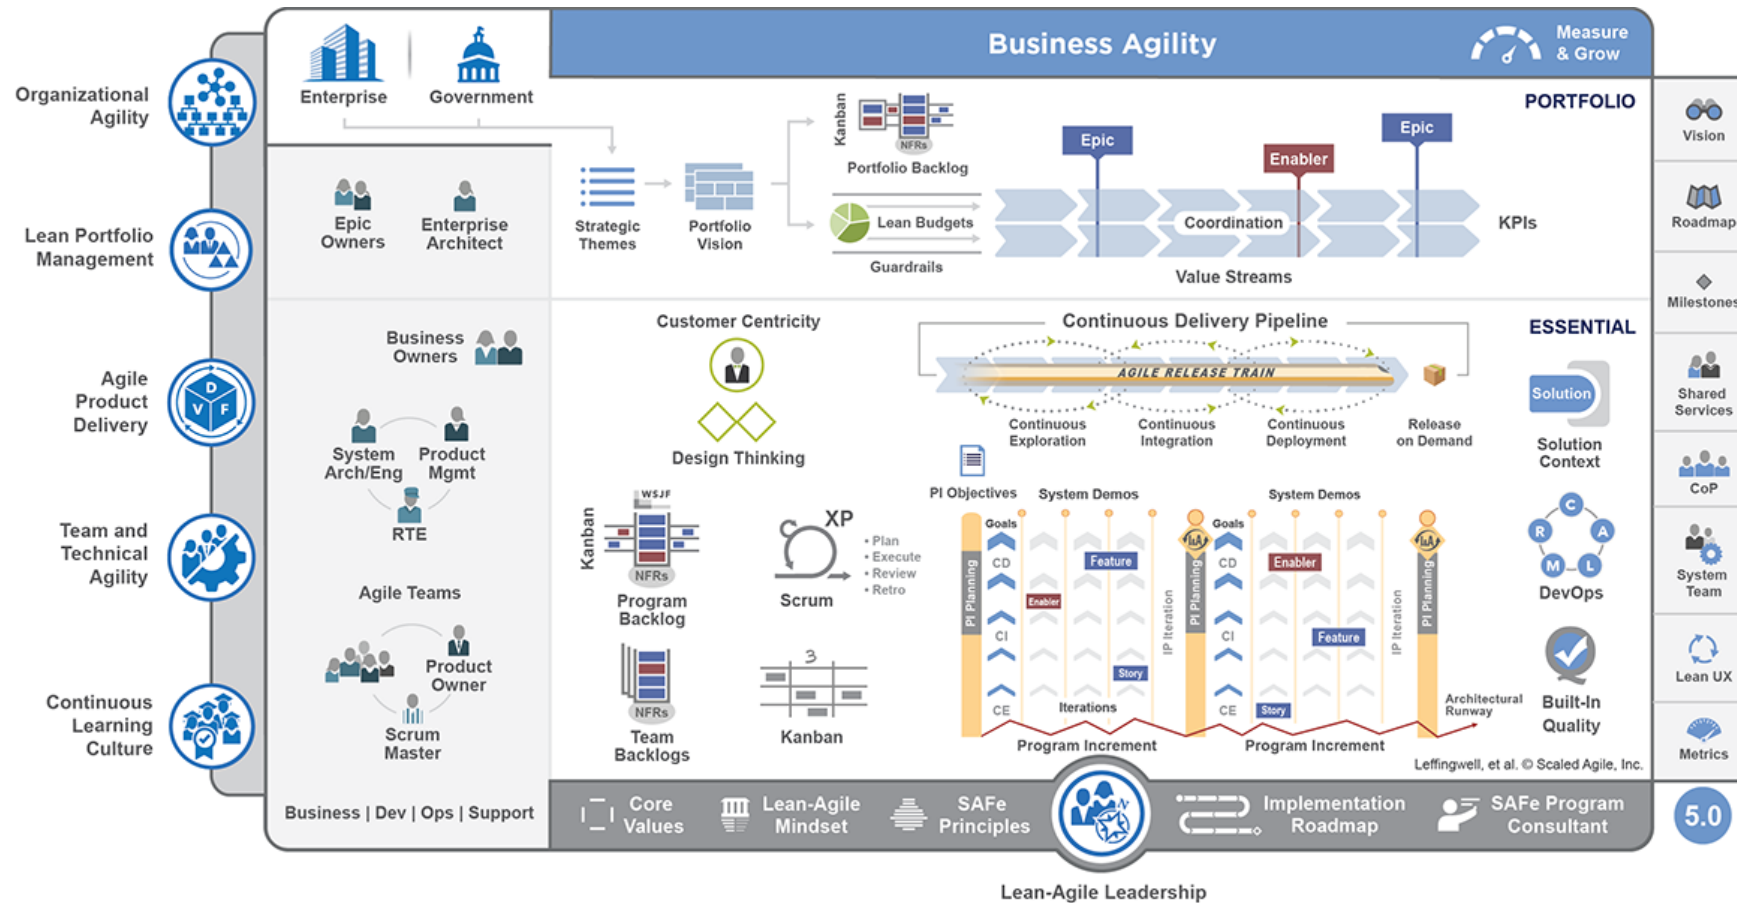 Business Agility
Measure
& Grow
Enterprise
Government
Organizational
Agility
Lean Portfolio
Management
Agile
Product
Delivery
D
V
F
Team and
Technical
Agility
Continuous
Learning
Culture
Epic
Owners
Enterprise
Architect
Business
Owners
System
Arch/Eng
Product
Mgmt
RTE
Agile Teams
Product
Owner
Scrum
Master
Business | Dev | Ops | Support
PORTFOLIO
Strategic
Themes
Portfolio
Vision
Kanban
NFRs
Portfolio Backlog
Lean Budgets
Guardrails
Epic
Enabler
Epic
Coordination
KPIs
Value Streams
ESSENTIAL
Customer Centricity
Design Thinking
Continuous Delivery Pipeline
AGILE RELEASE TRAIN
Continuous
Exploration
Continuous
Integration
Continuous
Deployment
Release
on Demand
Solution
Solution
Context
WSJF
Kanban
NFRs
Program
Backlog
XP
• Plan
• Execute
• Review
• Retro
Scrum
NFRs
Team
Backlogs
3
Kanban
PI Objectives
System Demos
System Demos
Goals
CD
CI
CE
PI Planning
Feature
Enabler
Story
Iterations
IP Iteration
I&A
PI Planning
Goals
CD
CI
CE
Enabler
Feature
Story
IP Iteration
I&A
PI Planning
Architectural
Runway
Program Increment
Program Increment
C
A
L
M
R
DevOps
Built-In
Quality
Leffingwell, et al. © Scaled Agile, Inc.
Vision
Roadmap
Milestones
Shared
Services
CoP
System
Team
Lean UX
Metrics
Core
Values
Lean-Agile
Mindset
SAFe
Principles
N
Implementation
Roadmap
SAFe Program
Consultant
5.0
Lean-Agile Leadership